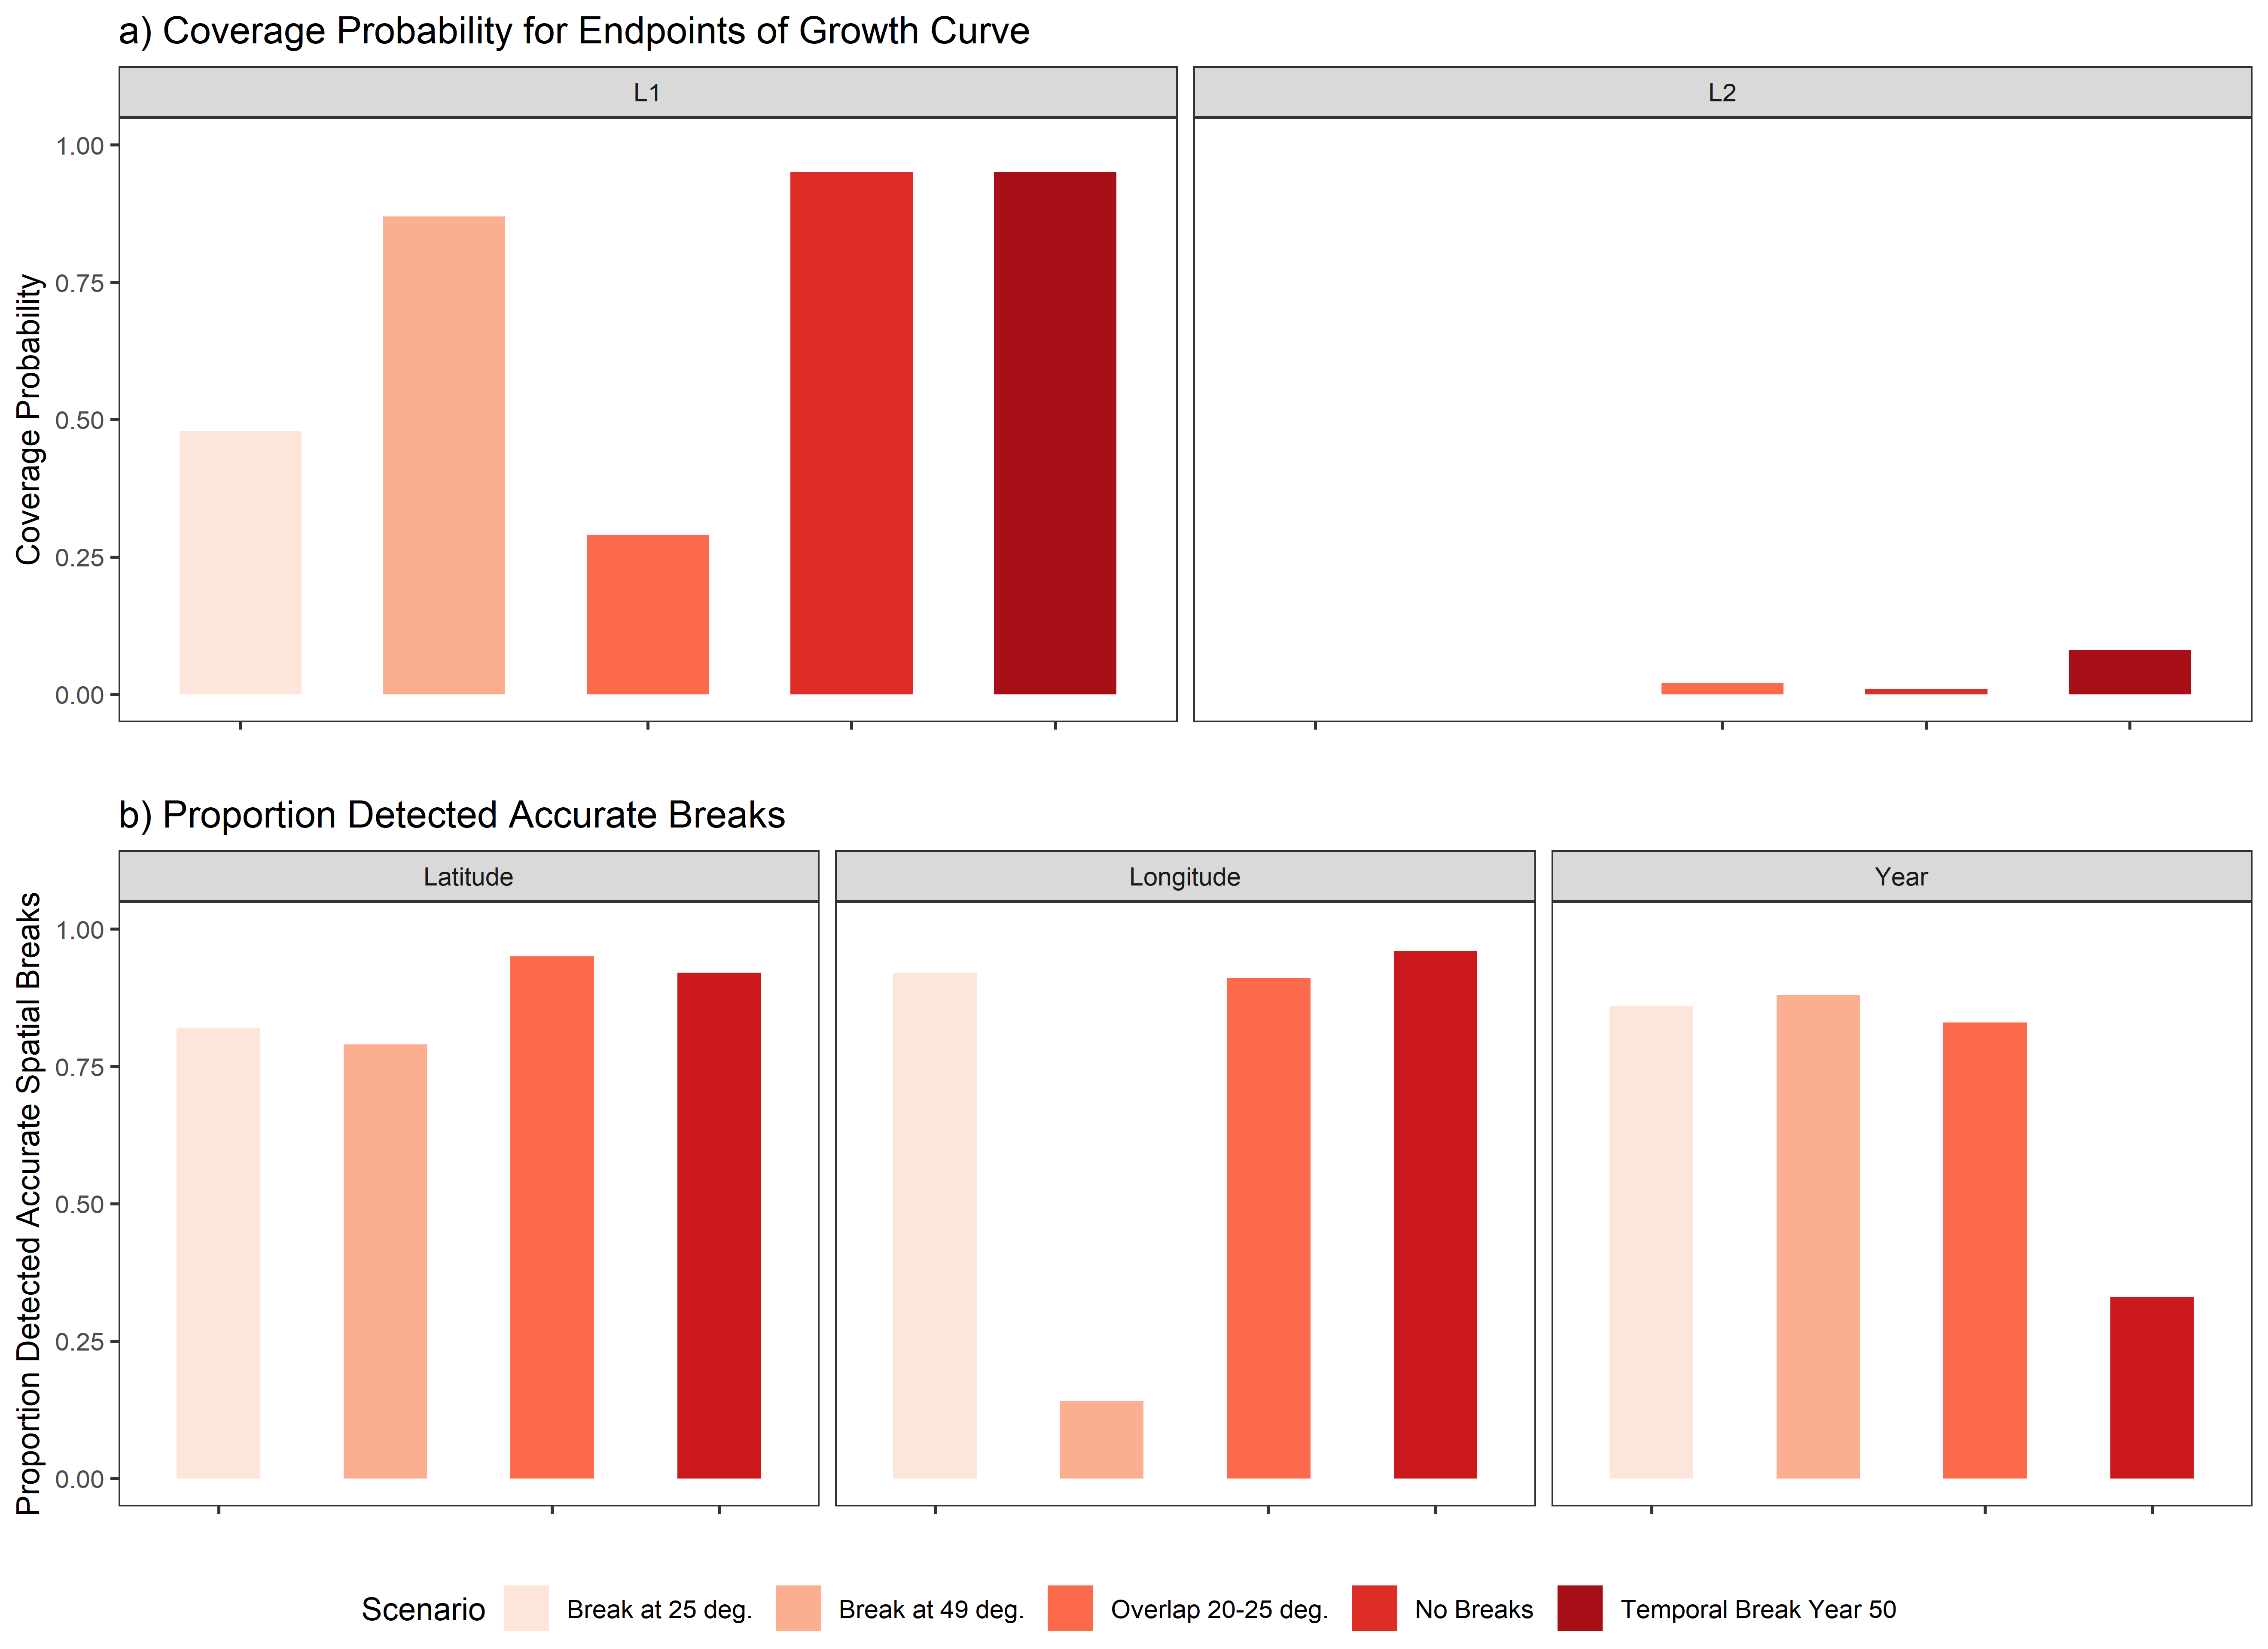 a) Coverage Probability for Endpoints of Growth Curve
L1
L2
Coverage Probability
1.00
0.75
0.50
0.25
0.00
b) Proportion Detected Accurate Breaks
Latitude
Longitude
Year
Proportion Detected Accurate Spatial Breaks
1.00
0.75
0.50
0.25
0.00
Scenario Break at 25 deg. Break at 49 deg. Overlap 20-25 deg. No Breaks Temporal Break Year 50